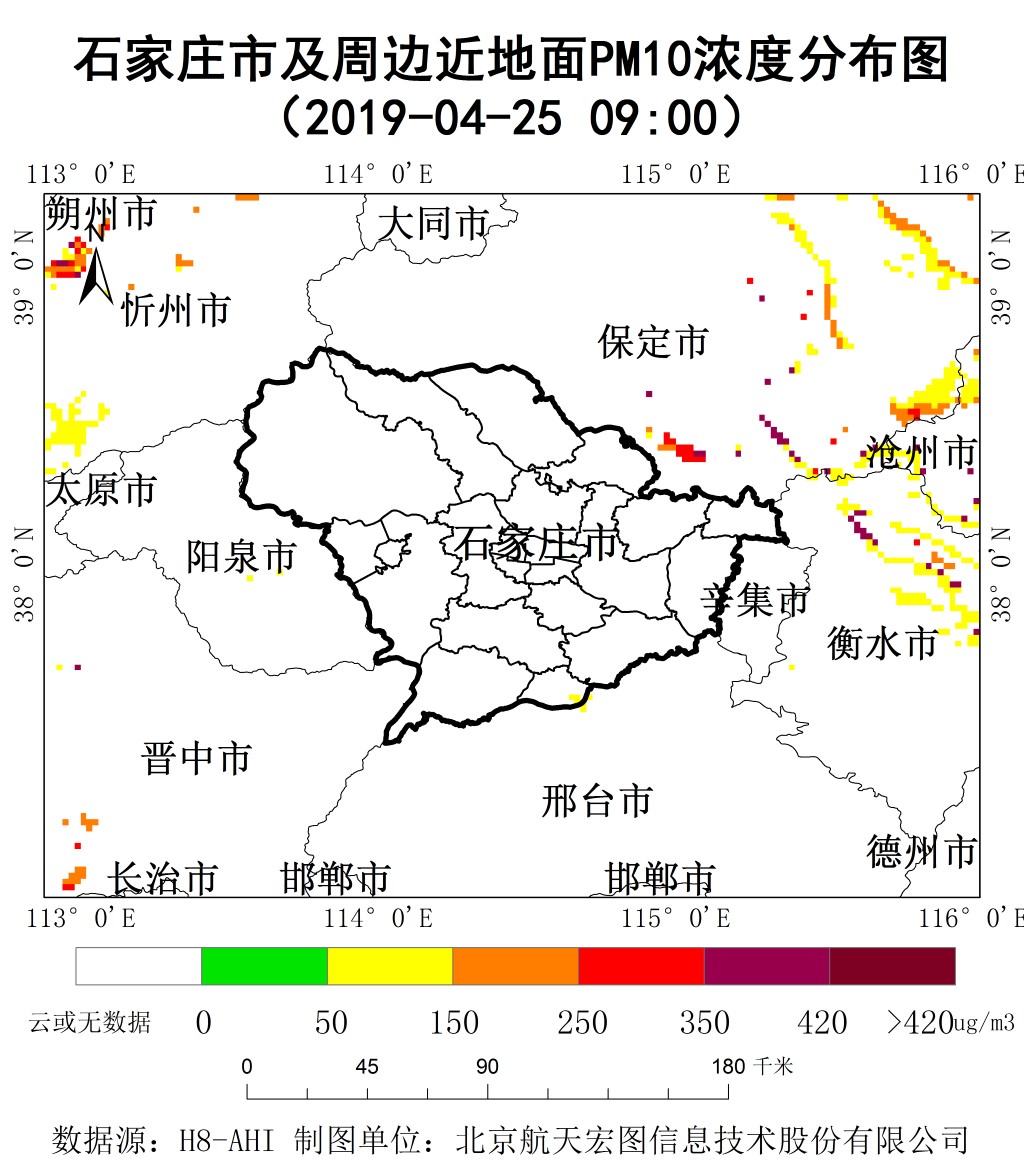 石家庄市及周边近地面PM10浓度分布图
（2019-04-25 09:00）
113° 0'E 114° 0'E 115° 0'E 116° 0'E
朔州市 大同市
N
39° 0'N 39° 0'N
忻州市 保定市
沧州市
太原市
阳泉市 石家庄市
38° 0'N 38° 0'N
辛集市
衡水市
晋中市
邢台市
德州市
长治市 邯郸市 邯郸市
113° 0'E 114° 0'E 115° 0'E 116° 0'E
云或无数据 0 50 150 250 350 420 >420ug/m3
0 45 90 180 千米
数据源：H8-AHI 制图单位：北京航天宏图信息技术股份有限公司